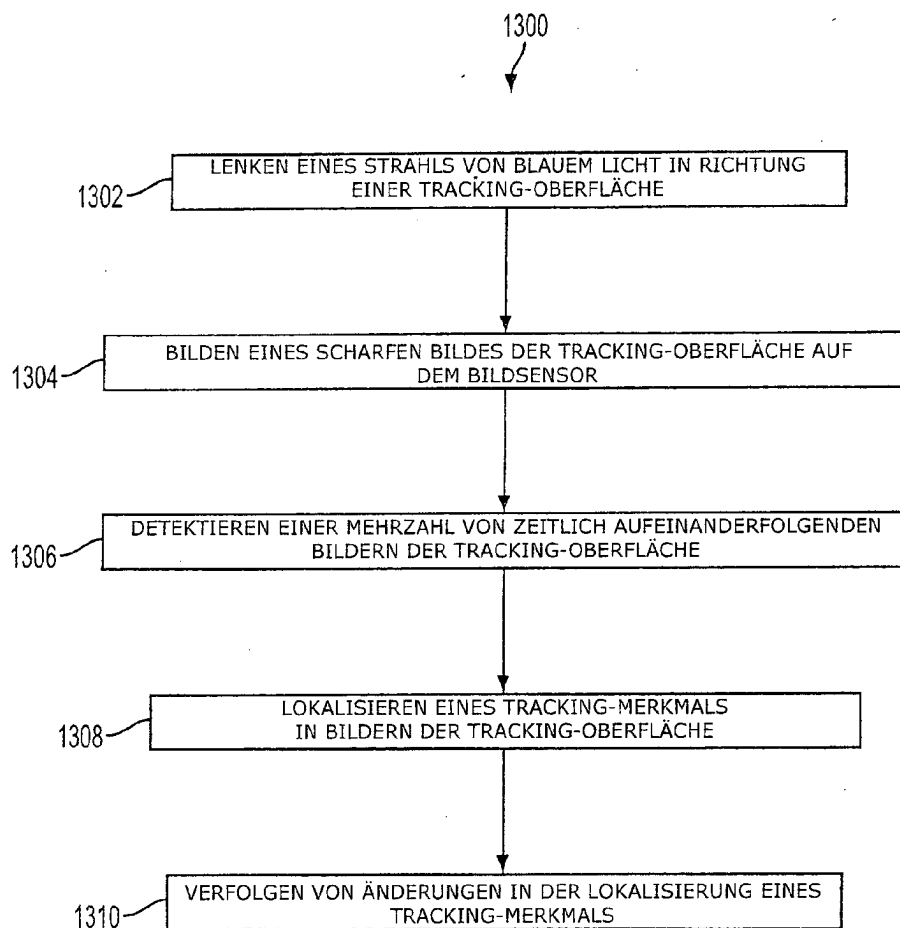 1300
1302
LENKEN EINES STRAHLS VON BLAUEM LICHT IN RICHTUNG
EINER TRACKING-OBERFLÄCHE
1304
BILDEN EINES SCHARFEN BILDES DER TRACKING-OBERFLÄCHE AUF
DEM BILDSENSOR
1306
DETEKTIEREN EINER MEHRZAHL VON ZEITLICH AUFEINANDERFOLGENDEN
BILDERN DER TRACKING-OBERFLÄCHE
1308
LOKALISIEREN EINES TRACKING-MERKMALS
IN BILDERN DER TRACKING-OBERFLÄCHE
1310
VERFOLGEN VON ÄNDERUNGEN IN DER LOKALISIERUNG EINES
TRACKING-MERKMALS